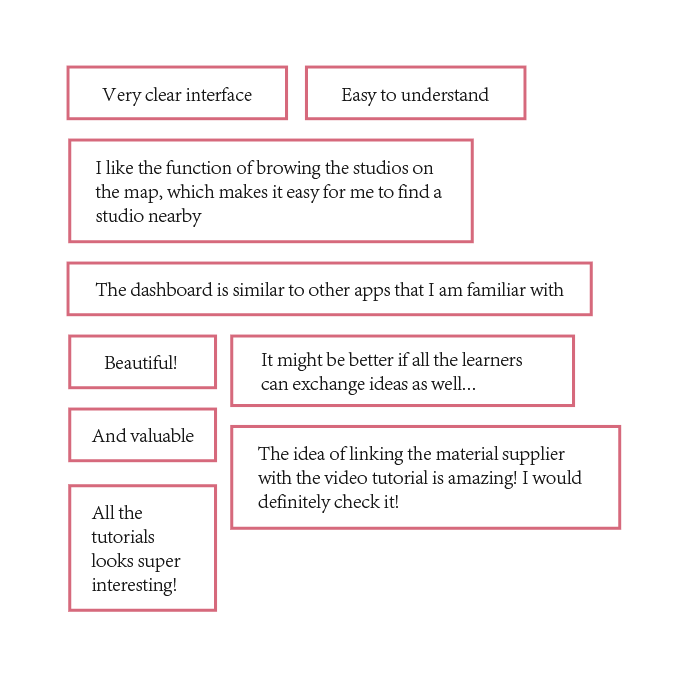 Very clear interface
Easy to understand
I like the function of browing the studios on
the map, which makes it easy for me to find a
studio nearby
The dashboard is similar to other apps that I am familiar with
Beautiful!
It might be better if all the learners
can exchange ideas as well...
And valuable
The idea of linking the material supplier
with the video tutorial is amazing! I would
definitely check it!
All the
tutorials
looks super
interesting!